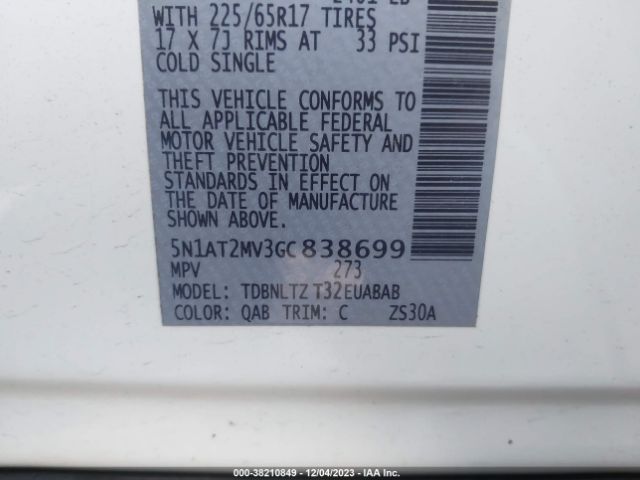 WITH 225/65R17 TIRES
17 X 7J RIMS AT 33 PSI
COLD SINGLE
THIS VEHICLE CONFORMS TO
ALL APPLICABLE FEDERAL
MOTOR VEHICLE SAFETY AND
THEFT PREVENTION
STANDARDS IN EFFECT ON
THE DATE OF MANUFACTURE
SHOWN ABOVE.
5N1AT2MV3GC838699
MPV 273
MODEL: TDBNLTZ T32EUABAB
COLOR: QAB TRIM: C ZS30A
000-38210849 - 12/04/2023 - IAA Inc.